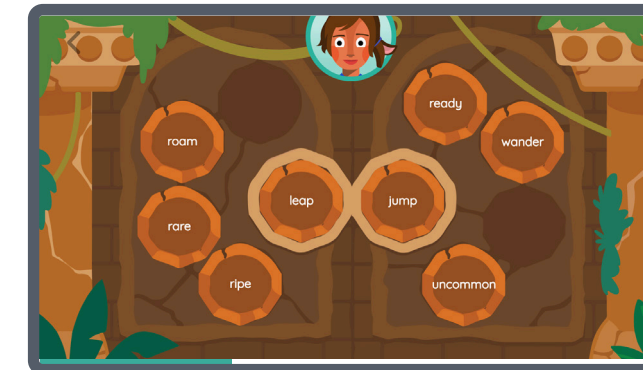 roam
rare
ripe
leap
jump
ready
wander
uncommon